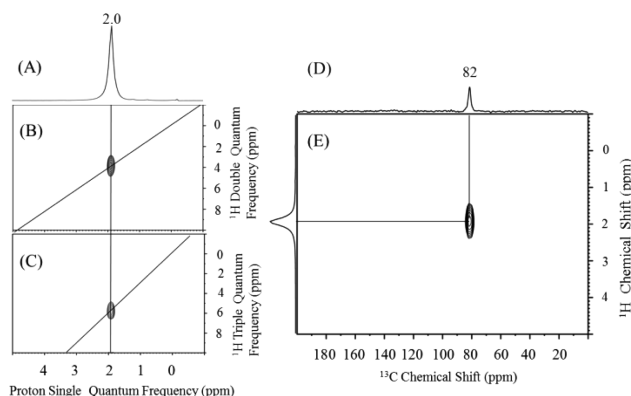 2.0
(A)
(B)
0
2
4
6
8
¹H Double Quantum
Frequency (ppm)
(C)
0
2
4
6
8
10
¹H Triple Quantum
Frequency (ppm)
4 3 2 1 0
Proton Single Quantum Frequency (ppm)
(D)
82
(E)
0
1
2
3
4
¹H Chemical Shift (ppm)
180 160 140 120 100 80 60 40 20 0
¹³C Chemical Shift (ppm)